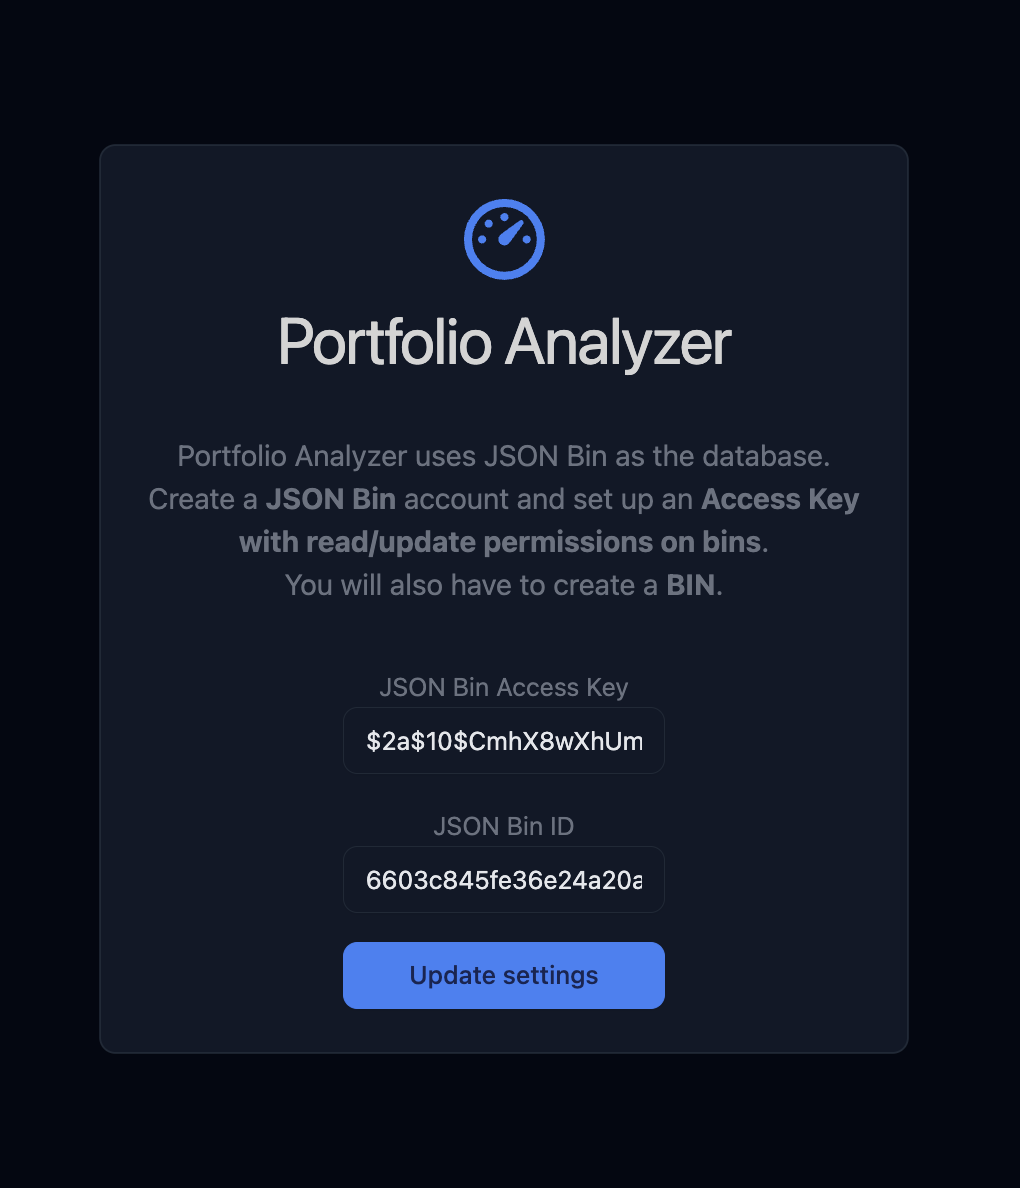 Portfolio Analyzer
Portfolio Analyzer uses JSON Bin as the database.
Create a JSON Bin account and set up an Access Key
with read/update permissions on bins.
You will also have to create a BIN.
JSON Bin Access Key
$2a$10$CmhX8wXhUm
JSON Bin ID
6603c845fe36e24a20a
Update settings